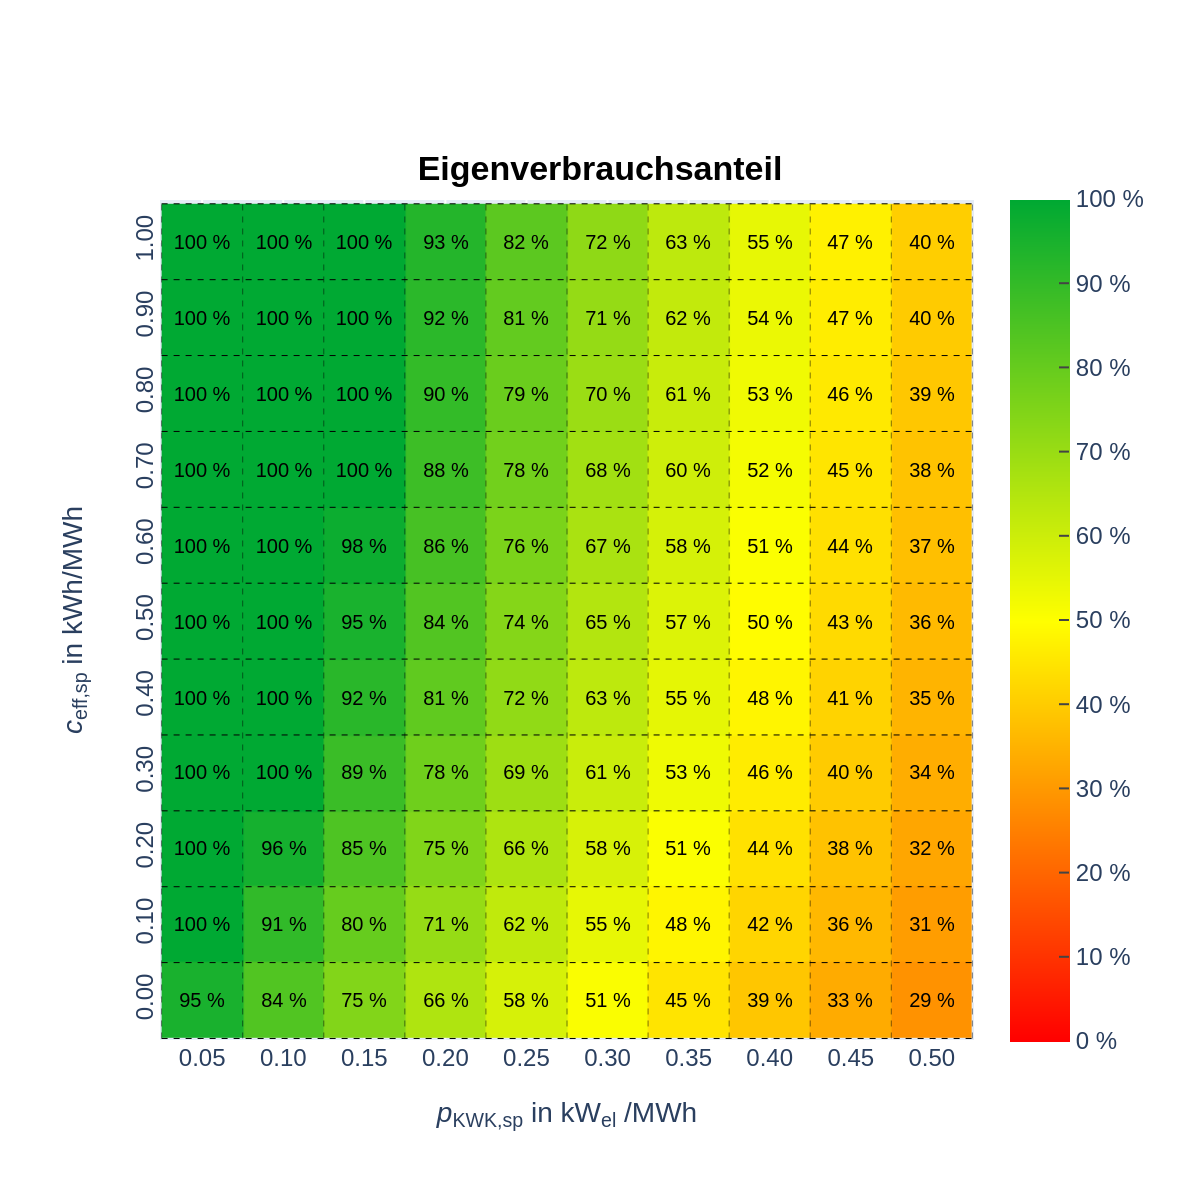 Eigenverbrauchsanteil
1.00 100 % 100 % 100 % 93 % 82 % 72 % 63 % 55 % 47 % 40 %
0.90 100 % 100 % 100 % 92 % 81 % 71 % 62 % 54 % 47 % 40 %
0.80 100 % 100 % 100 % 90 % 79 % 70 % 61 % 53 % 46 % 39 %
0.70 100 % 100 % 100 % 88 % 78 % 68 % 60 % 52 % 45 % 38 %
0.60 100 % 100 % 98 % 86 % 76 % 67 % 58 % 51 % 44 % 37 %
0.50 100 % 100 % 95 % 84 % 74 % 65 % 57 % 50 % 43 % 36 %
0.40 100 % 100 % 92 % 81 % 72 % 63 % 55 % 48 % 41 % 35 %
0.30 100 % 100 % 89 % 78 % 69 % 61 % 53 % 46 % 40 % 34 %
0.20 100 % 96 % 85 % 75 % 66 % 58 % 51 % 44 % 38 % 32 %
0.10 100 % 91 % 80 % 71 % 62 % 55 % 48 % 42 % 36 % 31 %
0.00 95 % 84 % 75 % 66 % 58 % 51 % 45 % 39 % 33 % 29 %
0.05 0.10 0.15 0.20 0.25 0.30 0.35 0.40 0.45 0.50
pKWK,sp in kWel /MWh
ceff,sp in kWh/MWh
100 %
90 %
80 %
70 %
60 %
50 %
40 %
30 %
20 %
10 %
0 %